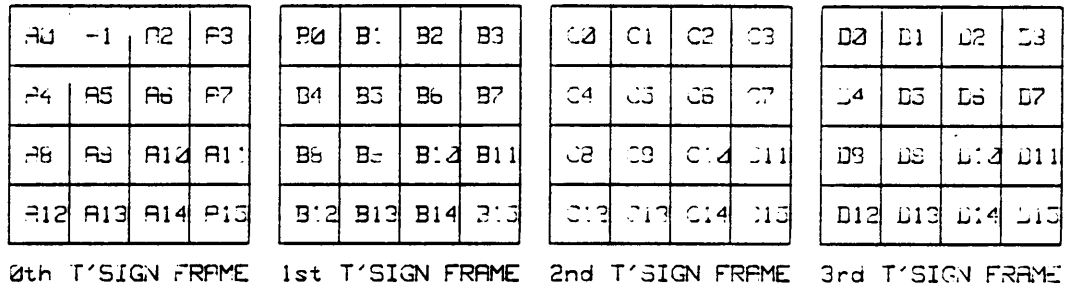 A0 A1 A2 A3 B0 B1 B2 B3 C0 C1 C2 C3 D0 D1 D2 D3
A4 A5 A6 A7 B4 B5 B6 B7 C4 C5 C6 C7 D4 D5 D6 D7
A8 A9 A10 A11 B8 B9 B10 B11 C8 C9 C10 C11 D8 D9 D10 D11
A12 A13 A14 A15 B12 B13 B14 B15 C12 C13 C14 C15 D12 D13 D14 D15
0th T'SIGN FRAME 1st T'SIGN FRAME 2nd T'SIGN FRAME 3rd T'SIGN FRAME